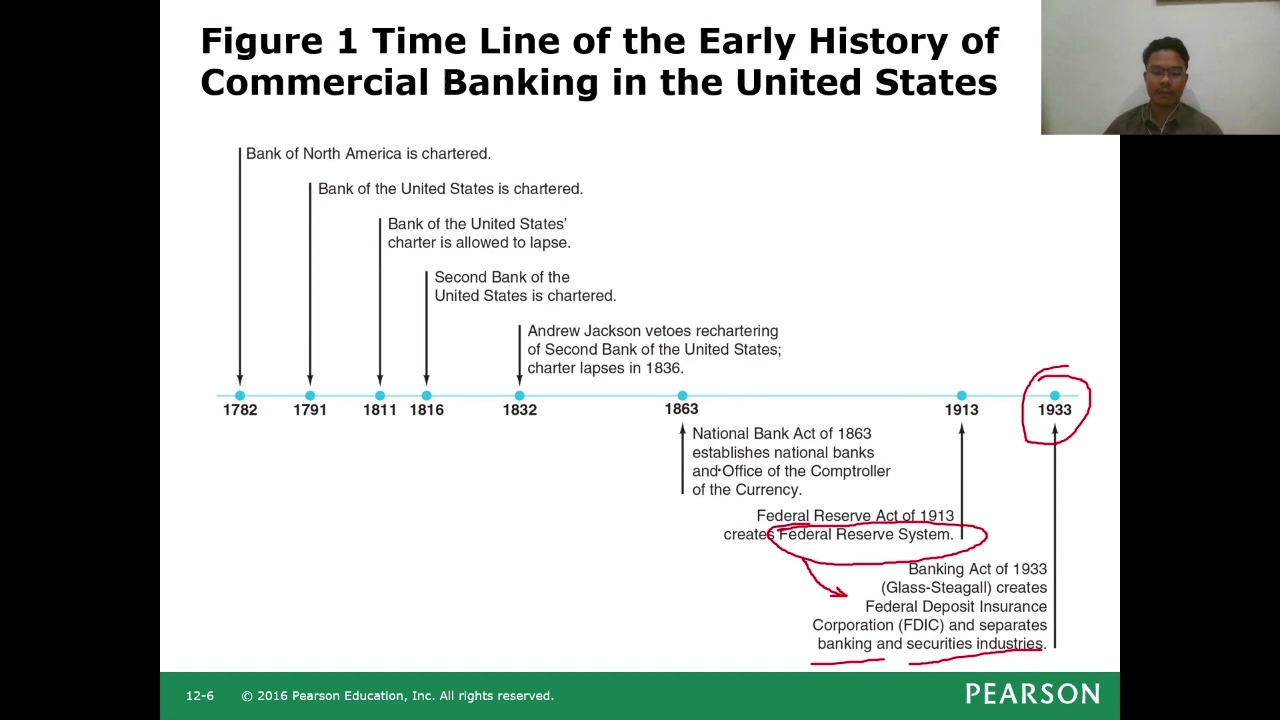 Figure 1 Time Line of the Early History of
Commercial Banking in the United States
Bank of North America is chartered.
Bank of the United States is chartered.
Bank of the United States’
charter is allowed to lapse.
Second Bank of the
United States is chartered.
Andrew Jackson vetoes rechartering
of Second Bank of the United States;
charter lapses in 1836.
1782 1791 1811 1816 1832 1863 1913 1933
National Bank Act of 1863
establishes national banks
and Office of the Comptroller
of the Currency.
Federal Reserve Act of 1913
creates Federal Reserve System.
Banking Act of 1933
(Glass-Steagall) creates
Federal Deposit Insurance
Corporation (FDIC) and separates
banking and securities industries.
12-6 © 2016 Pearson Education, Inc. All rights reserved. PEARSON